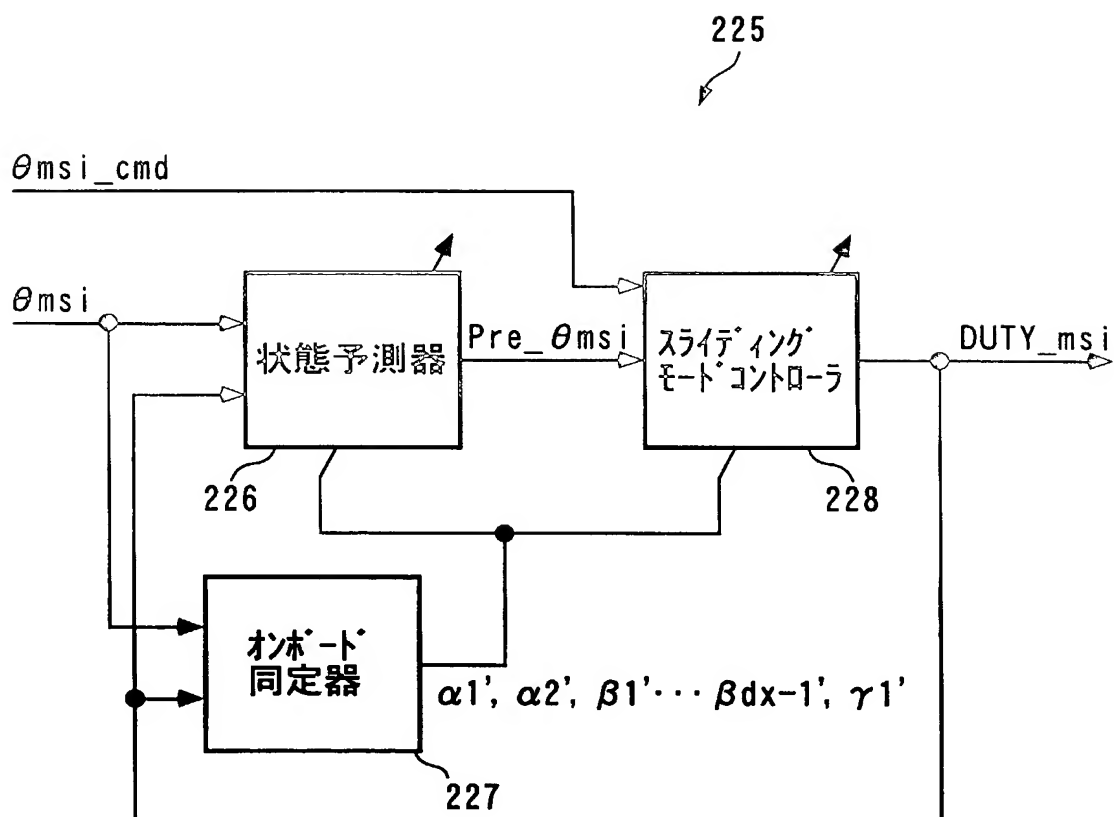 225
θmsi_cmd
θmsi
状態予測器
Pre_θmsi
スライディング
モードコントローラ
DUTY_msi
226
228
オンボード
同定器
α1', α2', β1'··· βdx-1', γ1'
227